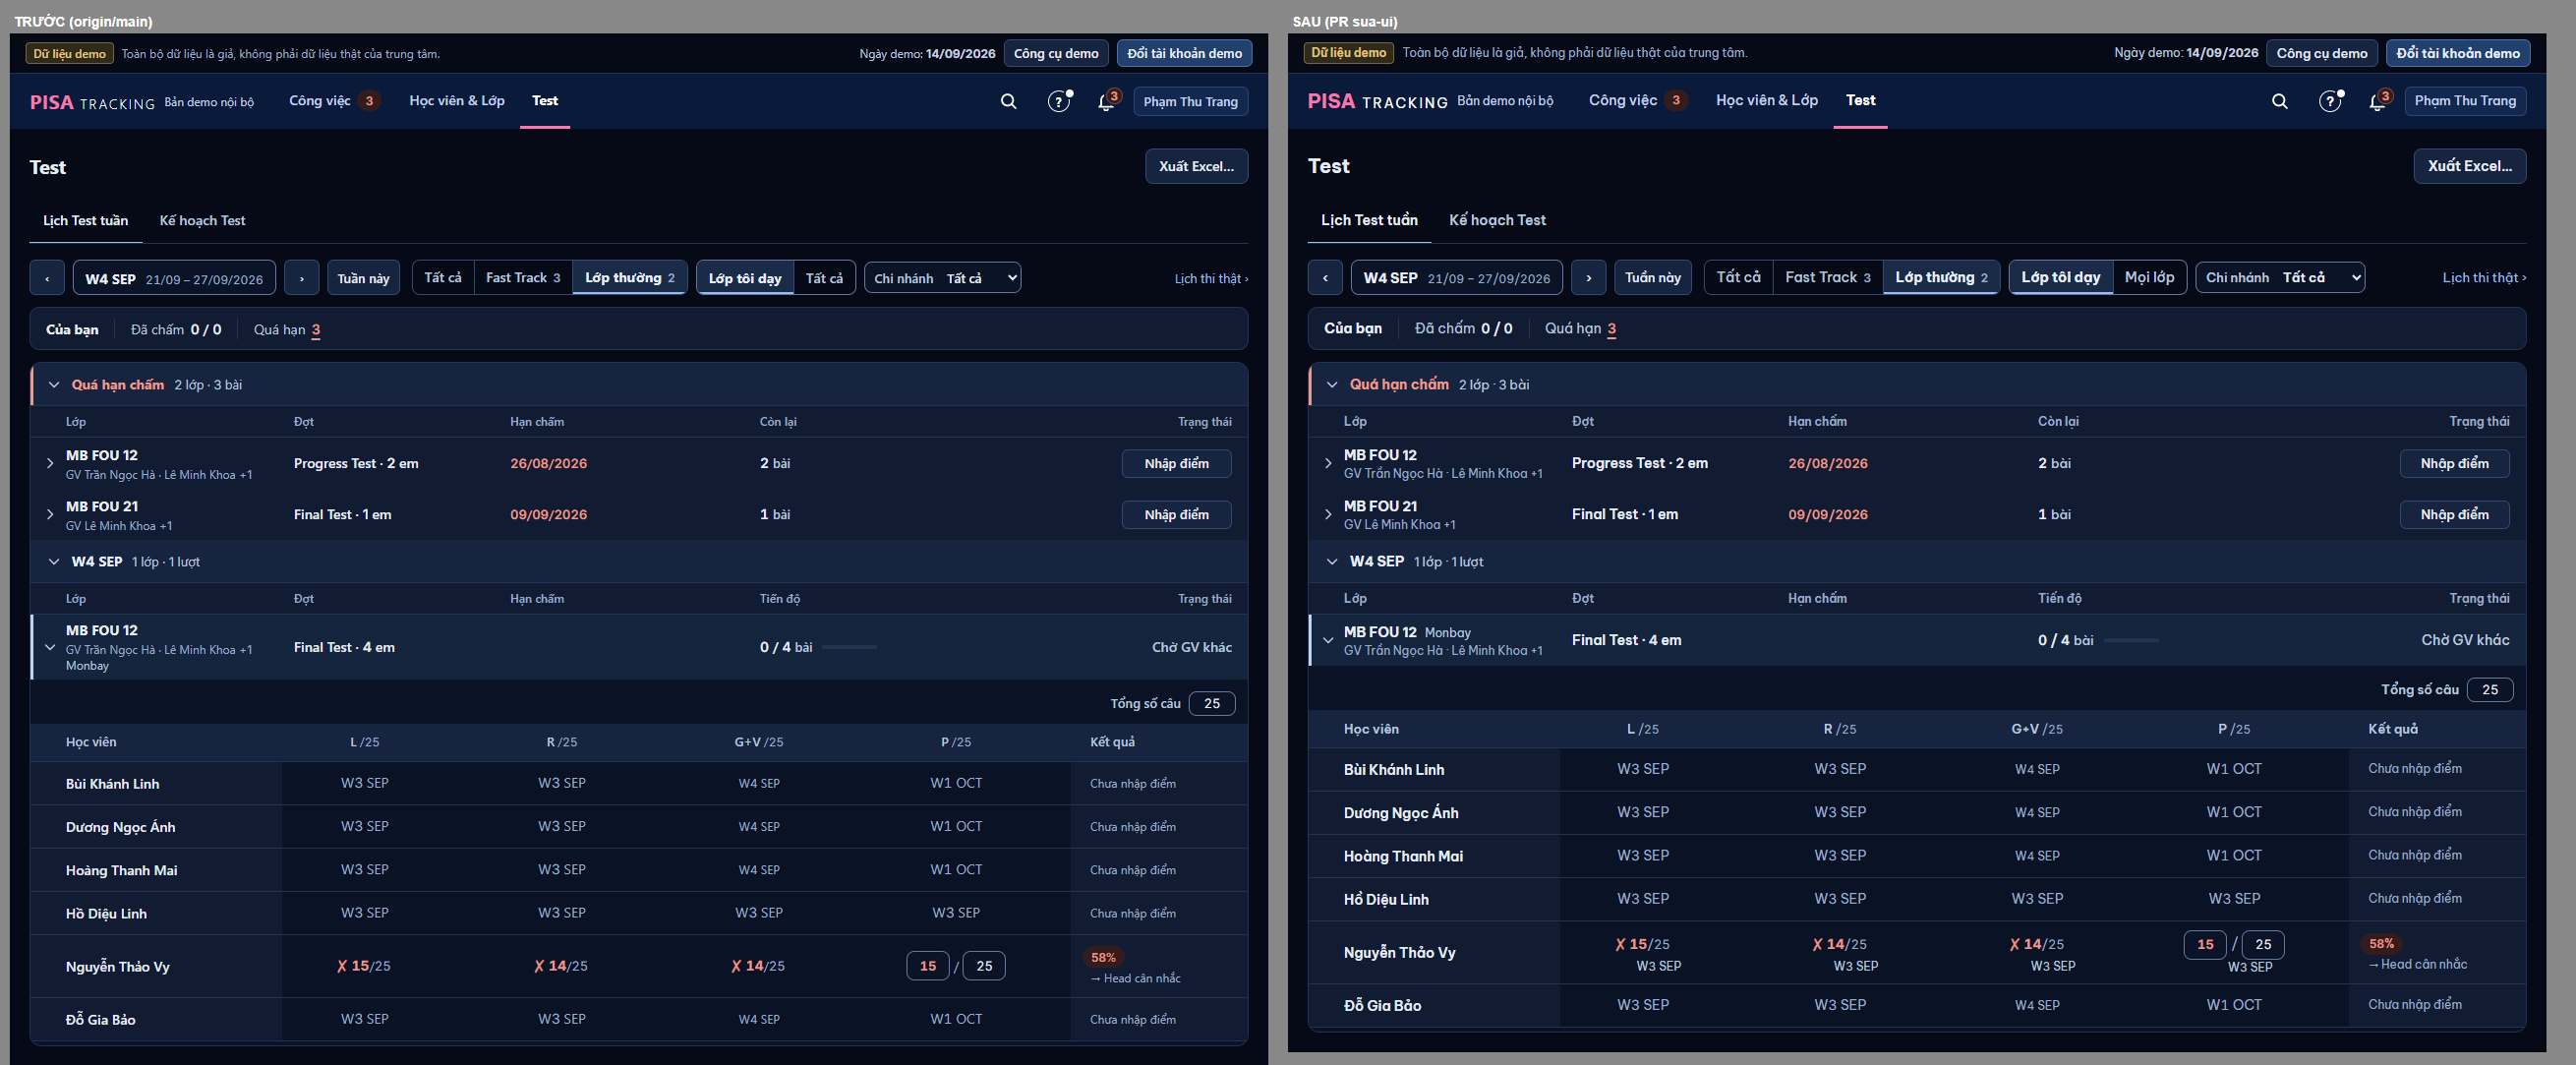 TRƯỚC (origin/main)
Dữ liệu demo Toàn bộ dữ liệu là giả, không phải dữ liệu thật của trung tâm. Ngày demo: 14/09/2026 Công cụ demo Đổi tài khoản demo
PISA TRACKING Bản demo nội bộ Công việc 3 Học viên & Lớp Test ? 3 Phạm Thu Trang
Test Xuất Excel...
Lịch Test tuần Kế hoạch Test
‹ W4 SEP 21/09 – 27/09/2026 › Tuần này Tất cả Fast Track 3 Lớp thường 2 Lớp tôi dạy Tất cả Chi nhánh Tất cả Lịch thi thật ›
Của bạn Đã chấm 0 / 0 Quá hạn 3
Quá hạn chấm 2 lớp · 3 bài
Lớp Đợt Hạn chấm Còn lại Trạng thái
MB FOU 12 Progress Test · 2 em 26/08/2026 2 bài Nhập điểm
GV Trần Ngọc Hà · Lê Minh Khoa +1
MB FOU 21 Final Test · 1 em 09/09/2026 1 bài Nhập điểm
GV Lê Minh Khoa +1
W4 SEP 1 lớp · 1 lượt
Lớp Đợt Hạn chấm Tiến độ Trạng thái
MB FOU 12 Final Test · 4 em 0 / 4 bài Chờ GV khác
GV Trần Ngọc Hà · Lê Minh Khoa +1
Monbay
Tổng số câu 25
Học viên L /25 R /25 G+V /25 P /25 Kết quả
Bùi Khánh Linh W3 SEP W3 SEP W4 SEP W1 OCT Chưa nhập điểm
Dương Ngọc Ánh W3 SEP W3 SEP W4 SEP W1 OCT Chưa nhập điểm
Hoàng Thanh Mai W3 SEP W3 SEP W4 SEP W1 OCT Chưa nhập điểm
Hồ Diệu Linh W3 SEP W3 SEP W3 SEP W3 SEP Chưa nhập điểm
Nguyễn Thảo Vy ✗ 15/25 ✗ 14/25 ✗ 14/25 15 / 25 58%
→ Head cân nhắc
Đỗ Gia Bảo W3 SEP W3 SEP W4 SEP W1 OCT Chưa nhập điểm
SAU (PR sua-ui)
Dữ liệu demo Toàn bộ dữ liệu là giả, không phải dữ liệu thật của trung tâm. Ngày demo: 14/09/2026 Công cụ demo Đổi tài khoản demo
PISA TRACKING Bản demo nội bộ Công việc 3 Học viên & Lớp Test ? 3 Phạm Thu Trang
Test Xuất Excel...
Lịch Test tuần Kế hoạch Test
‹ W4 SEP 21/09 – 27/09/2026 › Tuần này Tất cả Fast Track 3 Lớp thường 2 Lớp tôi dạy Mọi lớp Chi nhánh Tất cả Lịch thi thật ›
Của bạn Đã chấm 0 / 0 Quá hạn 3
Quá hạn chấm 2 lớp · 3 bài
Lớp Đợt Hạn chấm Còn lại Trạng thái
MB FOU 12 Progress Test · 2 em 26/08/2026 2 bài Nhập điểm
GV Trần Ngọc Hà · Lê Minh Khoa +1
MB FOU 21 Final Test · 1 em 09/09/2026 1 bài Nhập điểm
GV Lê Minh Khoa +1
W4 SEP 1 lớp · 1 lượt
Lớp Đợt Hạn chấm Tiến độ Trạng thái
MB FOU 12 Monbay Final Test · 4 em 0 / 4 bài Chờ GV khác
GV Trần Ngọc Hà · Lê Minh Khoa +1
Tổng số câu 25
Học viên L /25 R /25 G+V /25 P /25 Kết quả
Bùi Khánh Linh W3 SEP W3 SEP W4 SEP W1 OCT Chưa nhập điểm
Dương Ngọc Ánh W3 SEP W3 SEP W4 SEP W1 OCT Chưa nhập điểm
Hoàng Thanh Mai W3 SEP W3 SEP W4 SEP W1 OCT Chưa nhập điểm
Hồ Diệu Linh W3 SEP W3 SEP W3 SEP W3 SEP Chưa nhập điểm
Nguyễn Thảo Vy ✗ 15/25 ✗ 14/25 ✗ 14/25 15 / 25 58%
W3 SEP W3 SEP W3 SEP W3 SEP → Head cân nhắc
Đỗ Gia Bảo W3 SEP W3 SEP W4 SEP W1 OCT Chưa nhập điểm